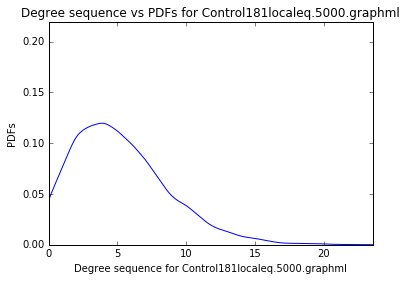 Degree sequence vs PDFs for Control181localeq.5000.graphml
0.20
0.15
0.10
0.05
0.00
PDFs
0 5 10 15 20
Degree sequence for Control181localeq.5000.graphml